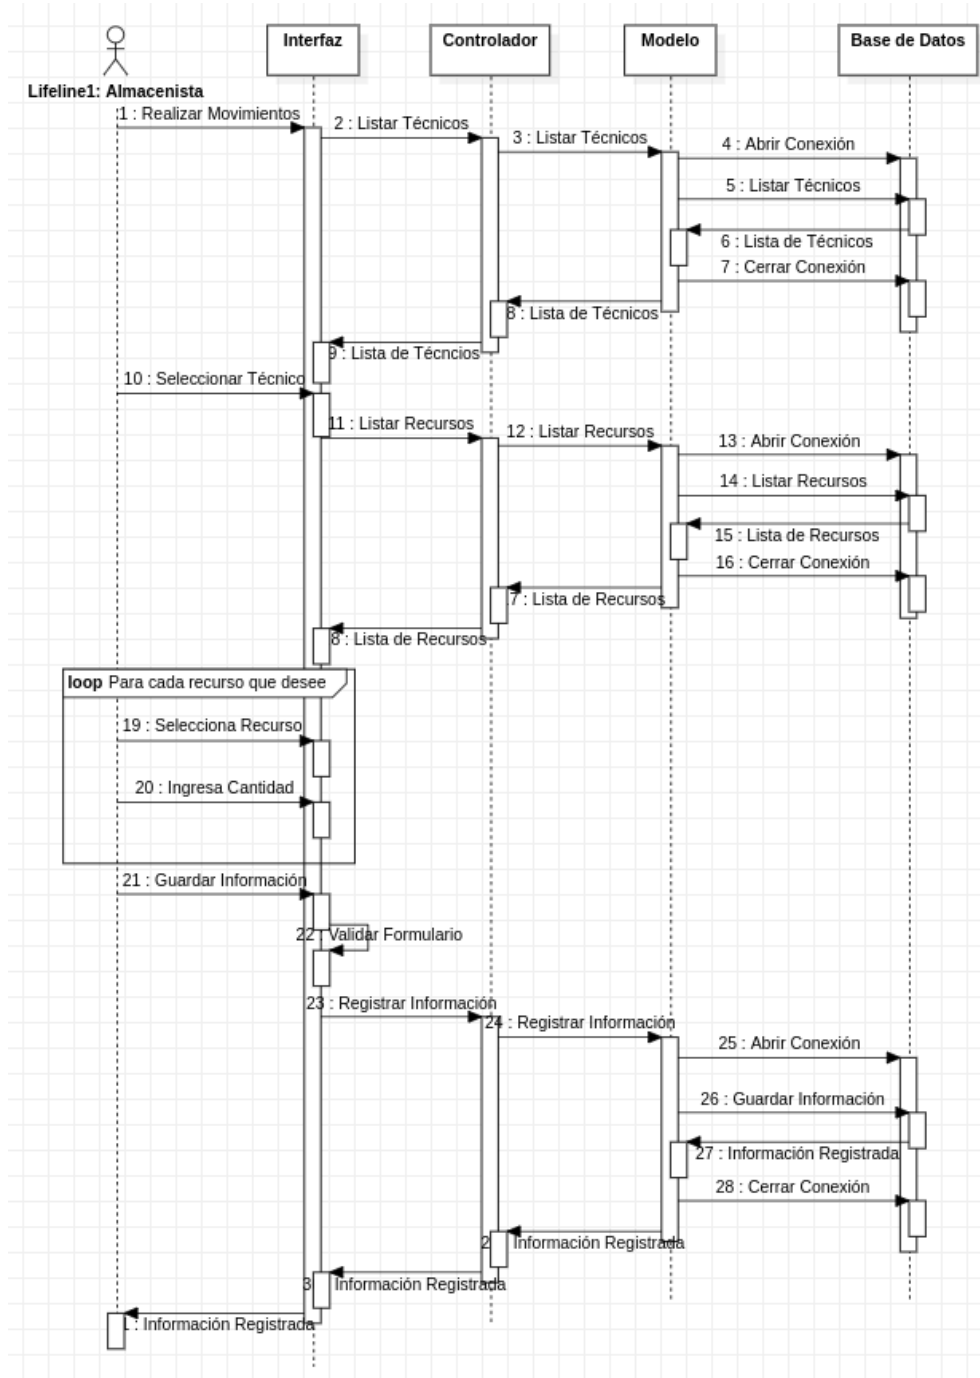 Interfaz
Controlador
Modelo
Base de Datos
Lifeline1: Almacenista
1 : Realizar Movimientos
2 : Listar Técnicos
3 : Listar Técnicos
4 : Abrir Conexión
5 : Listar Técnicos
6 : Lista de Técnicos
7 : Cerrar Conexión
8 : Lista de Técnicos
9 : Lista de Técncios
10 : Seleccionar Técnico
11 : Listar Recursos
12 : Listar Recursos
13 : Abrir Conexión
14 : Listar Recursos
15 : Lista de Recursos
16 : Cerrar Conexión
7 : Lista de Recursos
8 : Lista de Recursos
loop Para cada recurso que desee
19 : Selecciona Recurso
20 : Ingresa Cantidad
21 : Guardar Información
22 : Validar Formulario
23 : Registrar Información
24 : Registrar Información
25 : Abrir Conexión
26 : Guardar Información
27 : Información Registrada
28 : Cerrar Conexión
2 Información Registrada
3 Información Registrada
: Información Registrada